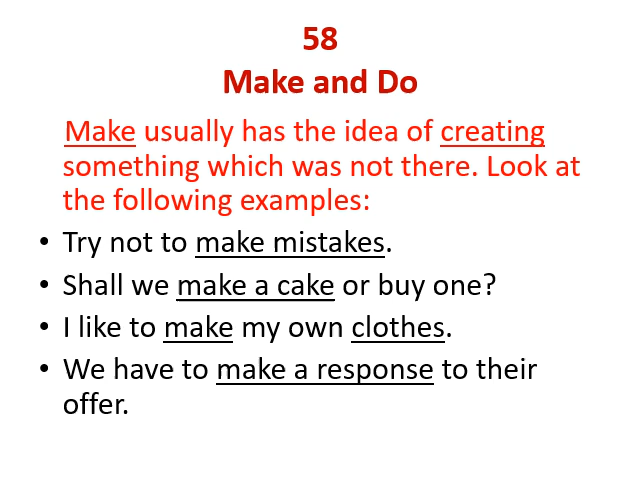 58
Make and Do
Make usually has the idea of creating
something which was not there. Look at
the following examples:
• Try not to make mistakes.
• Shall we make a cake or buy one?
• I like to make my own clothes.
• We have to make a response to their
offer.